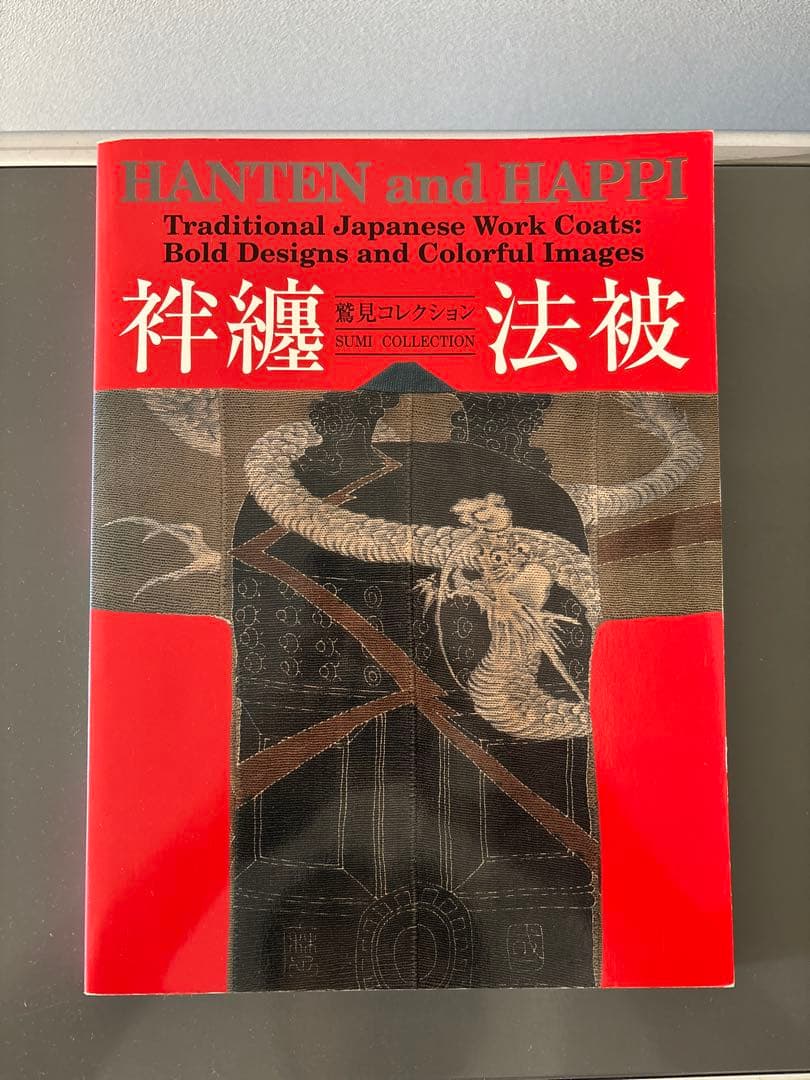 HANTEN and HAPPI
Traditional Japanese Work Coats:
Bold Designs and Colorful Images
袢纏
鷲見コレクション
SUMI COLLECTION
法被